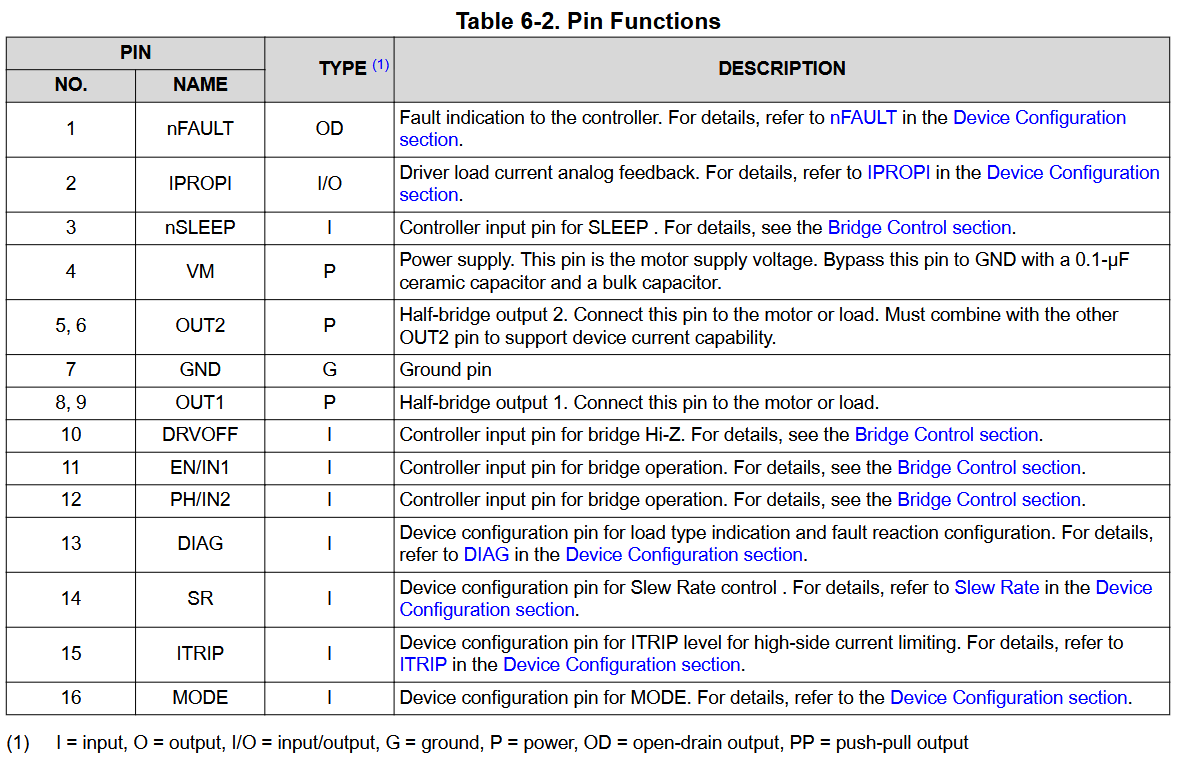 Table 6-2. Pin Functions
PIN
TYPE (1)
DESCRIPTION
NO.
NAME
1
nFAULT
OD
Fault indication to the controller. For details, refer to nFAULT in the Device Configuration
section.
2
IPROPI
I/O
Driver load current analog feedback. For details, refer to IPROPI in the Device Configuration
section.
3
nSLEEP
I
Controller input pin for SLEEP . For details, see the Bridge Control section.
4
VM
P
Power supply. This pin is the motor supply voltage. Bypass this pin to GND with a 0.1-µF
ceramic capacitor and a bulk capacitor.
5, 6
OUT2
P
Half-bridge output 2. Connect this pin to the motor or load. Must combine with the other
OUT2 pin to support device current capability.
7
GND
G
Ground pin
8, 9
OUT1
P
Half-bridge output 1. Connect this pin to the motor or load.
10
DRVOFF
I
Controller input pin for bridge Hi-Z. For details, see the Bridge Control section.
11
EN/IN1
I
Controller input pin for bridge operation. For details, see the Bridge Control section.
12
PH/IN2
I
Controller input pin for bridge operation. For details, see the Bridge Control section.
13
DIAG
I
Device configuration pin for load type indication and fault reaction configuration. For details,
refer to DIAG in the Device Configuration section.
14
SR
I
Device configuration pin for Slew Rate control . For details, refer to Slew Rate in the Device
Configuration section.
15
ITRIP
I
Device configuration pin for ITRIP level for high-side current limiting. For details, refer to
ITRIP in the Device Configuration section.
16
MODE
I
Device configuration pin for MODE. For details, refer to the Device Configuration section.
(1) I = input, O = output, I/O = input/output, G = ground, P = power, OD = open-drain output, PP = push-pull output